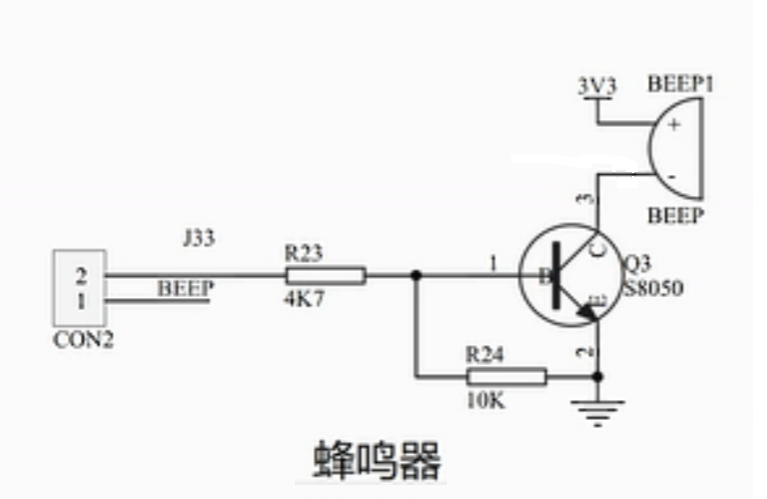 3V3
BEEP1
+
-
BEEP
3
J33
R23
1
C
Q3
2
B
4K7
E
S8050
1
BEEP
CON2
2
R24
10K
蜂鸣器